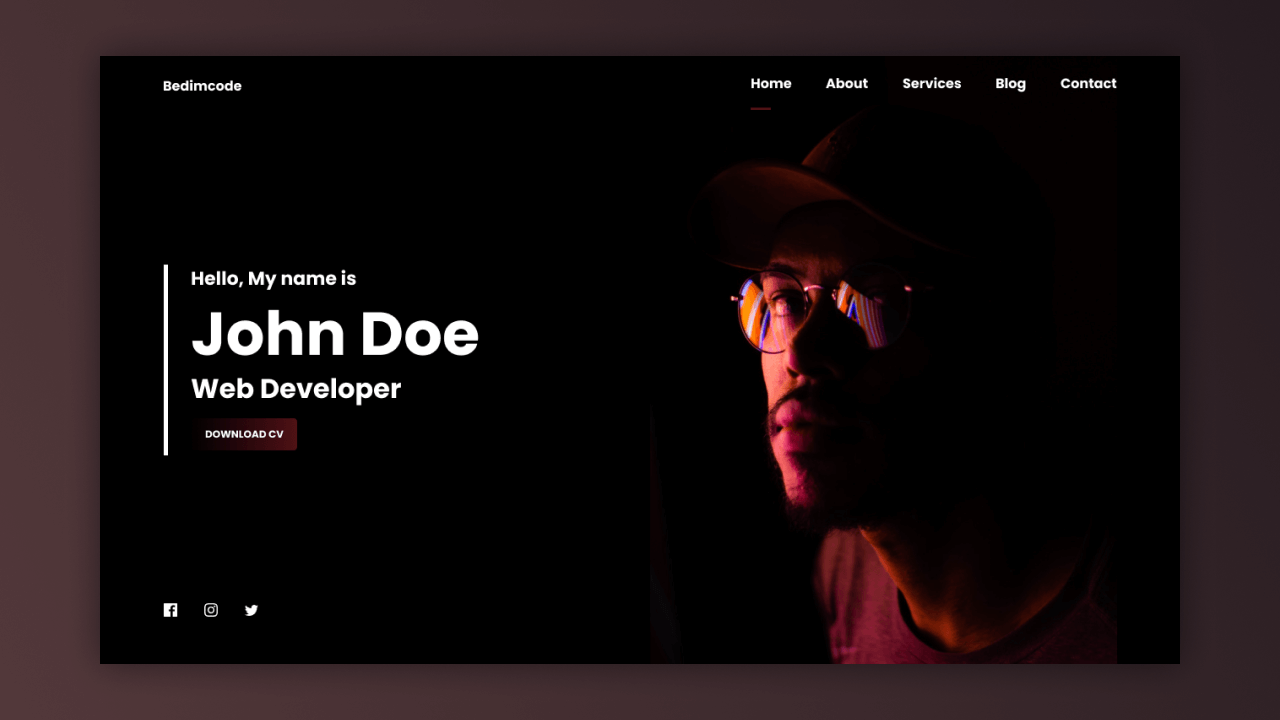 Bedimcode
Home About Services Blog Contact
Hello, My name is
John Doe
Web Developer
DOWNLOAD CV